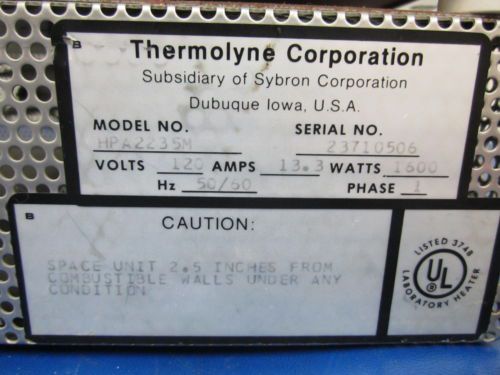 B
Thermolyne Corporation
Subsidiary of Sybron Corporation
Dubuque Iowa, U.S.A.
MODEL NO. SERIAL NO.
HPA2235M 23710506
VOLTS 120 AMPS 13.3 WATTS 1600
Hz 50/60 PHASE 1
B
CAUTION:
SPACE UNIT 2.5 INCHES FROM
COMBUSTIBLE WALLS UNDER ANY
CONDITION
LISTED 374B
UL
LABORATORY HEATER